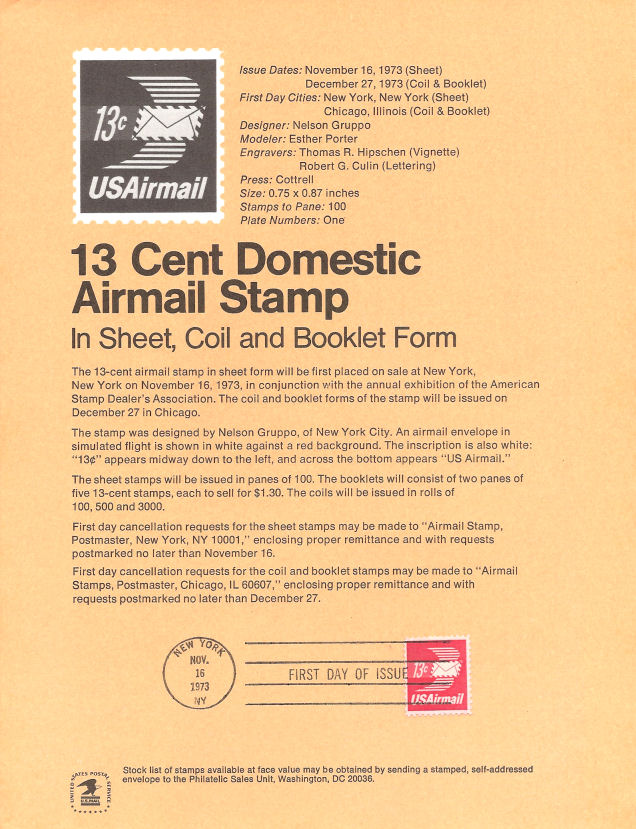 13c
USAirmail
Issue Dates: November 16, 1973 (Sheet)
December 27, 1973 (Coil & Booklet)
First Day Cities: New York, New York (Sheet)
Chicago, Illinois (Coil & Booklet)
Designer: Nelson Gruppo
Modeler: Esther Porter
Engravers: Thomas R. Hipschen (Vignette)
Robert G. Culin (Lettering)
Press: Cottrell
Size: 0.75 x 0.87 inches
Stamps to Pane: 100
Plate Numbers: One
13 Cent Domestic
Airmail Stamp
In Sheet, Coil and Booklet Form
The 13-cent airmail stamp in sheet form will be first placed on sale at New York,
New York on November 16, 1973, in conjunction with the annual exhibition of the American
Stamp Dealer's Association. The coil and booklet forms of the stamp will be issued on
December 27 in Chicago.
The stamp was designed by Nelson Gruppo, of New York City. An airmail envelope in
simulated flight is shown in white against a red background. The inscription is also white:
"13¢" appears midway down to the left, and across the bottom appears "US Airmail."
The sheet stamps will be issued in panes of 100. The booklets will consist of two panes of
five 13-cent stamps, each to sell for $1.30. The coils will be issued in rolls of
100, 500 and 3000.
First day cancellation requests for the sheet stamps may be made to "Airmail Stamp,
Postmaster, New York, NY 10001," enclosing proper remittance and with requests
postmarked no later than November 16.
First day cancellation requests for the coil and booklet stamps may be made to "Airmail
Stamps, Postmaster, Chicago, IL 60607," enclosing proper remittance and with
requests postmarked no later than December 27.
NEW YORK
NOV.
16
1973
NY
FIRST DAY OF ISSUE
13c
USAirmail
UNITED STATES POSTAL SERVICE
U.S.MAIL
Stock list of stamps available at face value may be obtained by sending a stamped, self-addressed
envelope to the Philatelic Sales Unit, Washington, DC 20036.